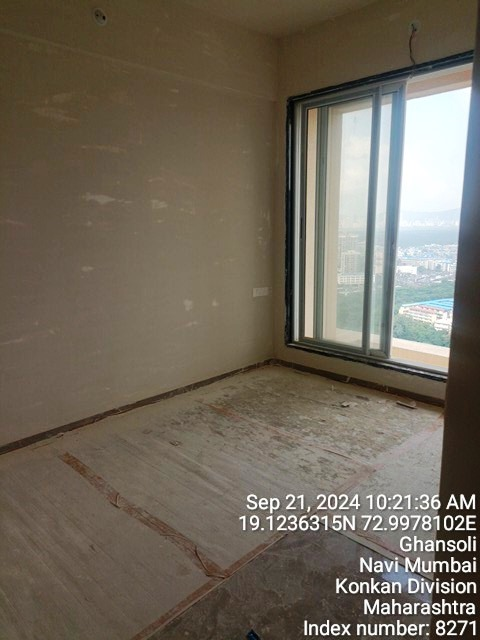 Sep 21, 2024 10:21:36 AM
19.1236315N 72.9978102E
Ghansoli
Navi Mumbai
Konkan Division
Maharashtra
Index number: 8271